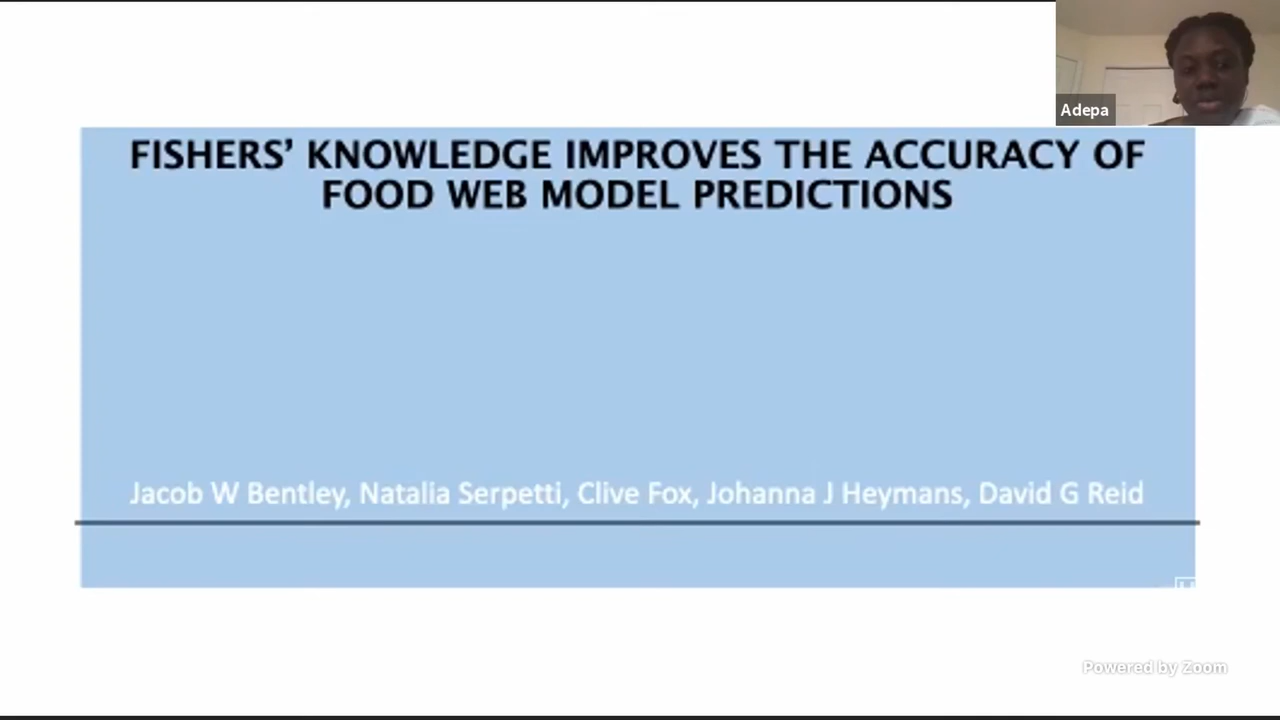 Adepa
FISHERS’ KNOWLEDGE IMPROVES THE ACCURACY OF
FOOD WEB MODEL PREDICTIONS
Jacob W Bentley, Natalia Serpetti, Clive Fox, Johanna J Heymans, David G Reid
Powered by Zoom